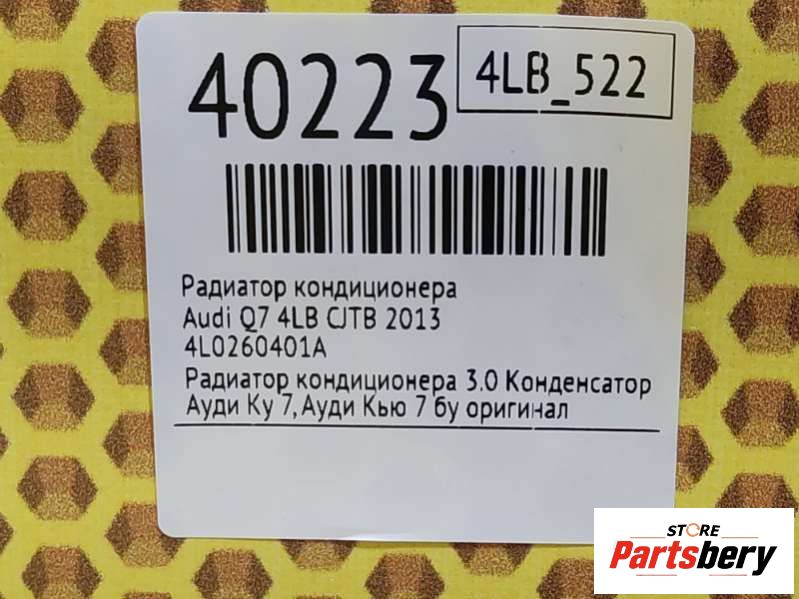 40223
4LB_522
Радиатор кондиционера
Audi Q7 4LB CJTB 2013
4L0260401A
Радиатор кондиционера 3.0 Конденсатор
Ауди Ку 7, Ауди Кью 7 бу оригинал
STORE
Partsbery